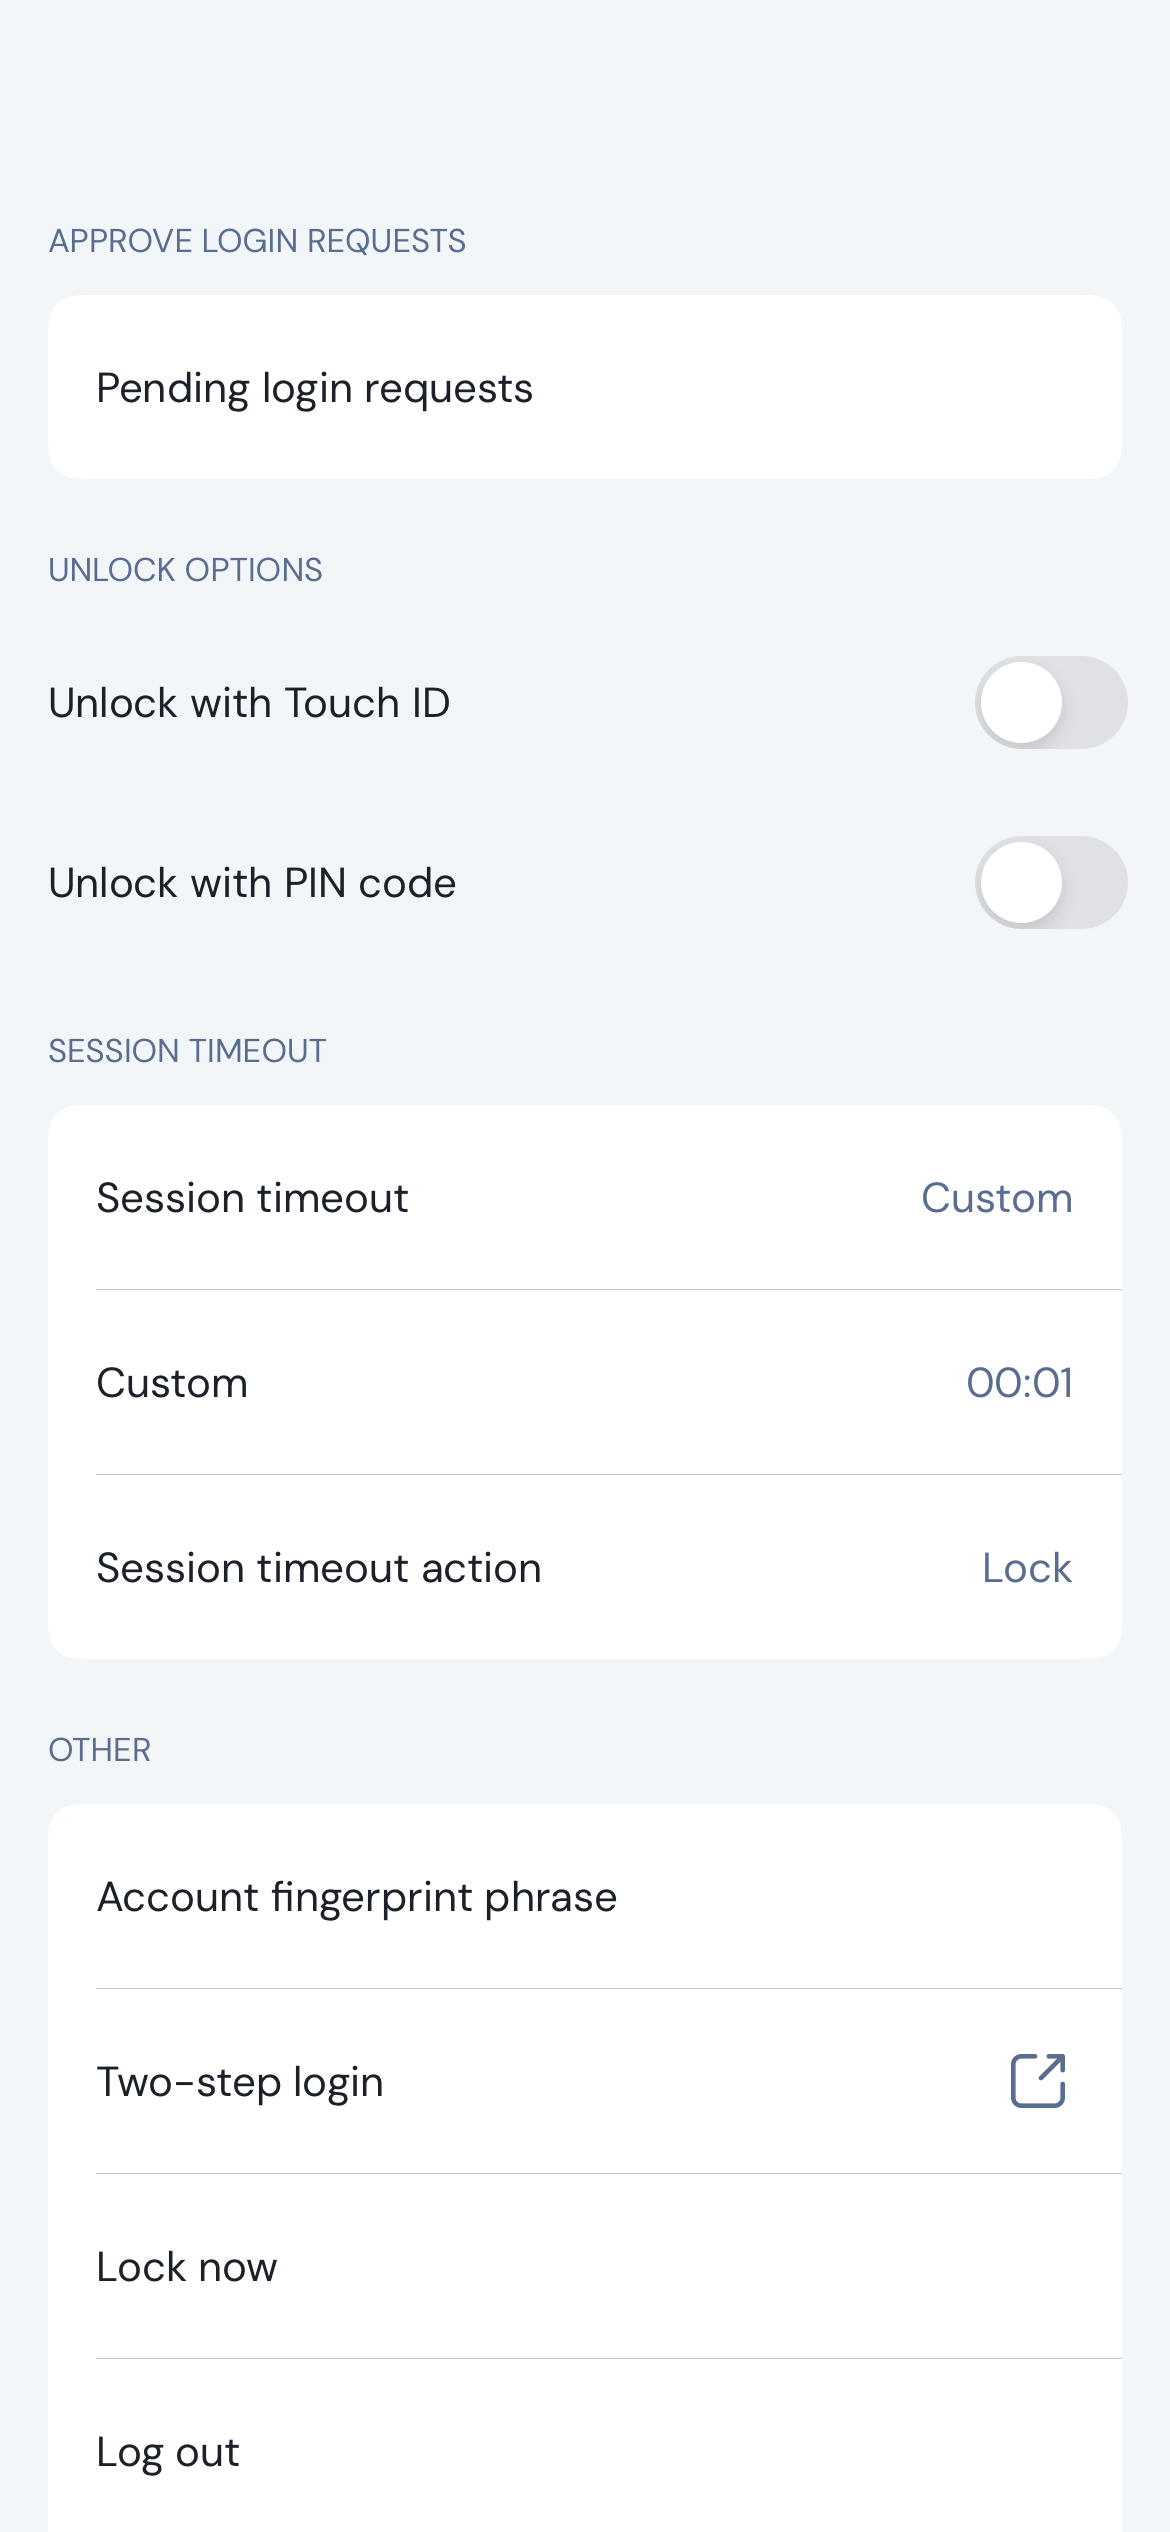 APPROVE LOGIN REQUESTS
Pending login requests
UNLOCK OPTIONS
Unlock with Touch ID
Unlock with PIN code
SESSION TIMEOUT
Session timeout Custom
Custom 00:01
Session timeout action Lock
OTHER
Account fingerprint phrase
Two-step login
Lock now
Log out